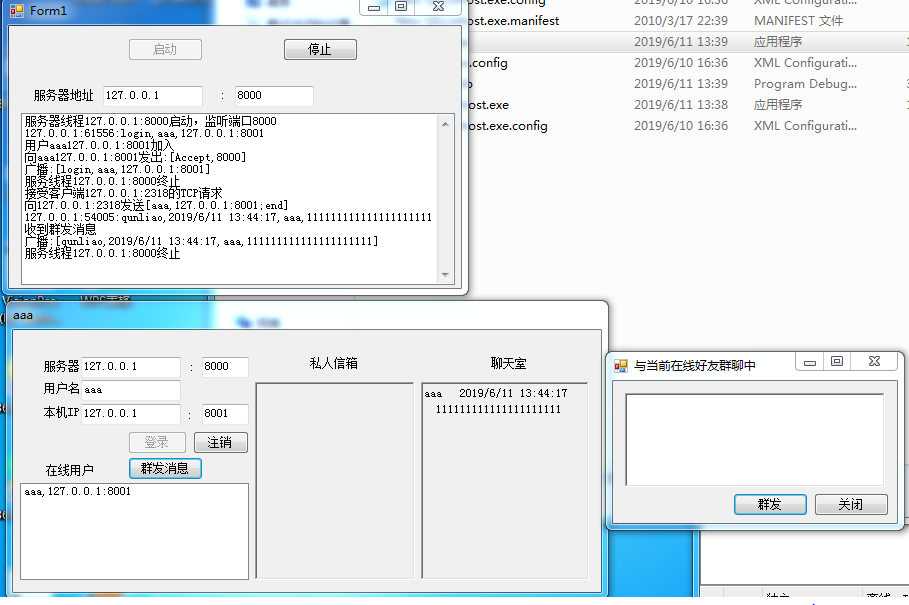 Form1
启动
停止
服务器地址 127.0.0.1 : 8000
服务器线程127.0.0.1:8000启动，监听端口8000
127.0.0.1:61556:login,aaa,127.0.0.1:8001
用户aaa127.0.0.1:8001加入
向aaa127.0.0.1:8001发出:[Accept,8000]
广播:[login,aaa,127.0.0.1:8001]
服务线程127.0.0.1:8000终止
接受客户端127.0.0.1:2318的TCP请求
向127.0.0.1:2318发送[aaa,127.0.0.1:8001;end]
127.0.0.1:54005:qunliao,2019/6/11 13:44:17,aaa,111111111111111111111
收到群发消息
广播:[qunliao,2019/6/11 13:44:17,aaa,111111111111111111111]
服务线程127.0.0.1:8000终止
ost.exe.config 2019/6/10 16:36 XML Configurati...
ost.exe.manifest 2010/3/17 22:39 MANIFEST 文件
2019/6/11 13:39 应用程序
.config 2019/6/10 16:36 XML Configurati...
2019/6/11 13:39 Program Debug...
ost.exe 2019/6/11 13:38 应用程序
ost.exe.config 2019/6/10 16:36 XML Configurati...
aaa
服务器 127.0.0.1 : 8000
用户名 aaa
本机IP 127.0.0.1 : 8001
登录
注销
在线用户
群发消息
aaa,127.0.0.1:8001
私人信箱
聊天室
aaa 2019/6/11 13:44:17
111111111111111111111
与当前在线好友群聊中
群发
关闭